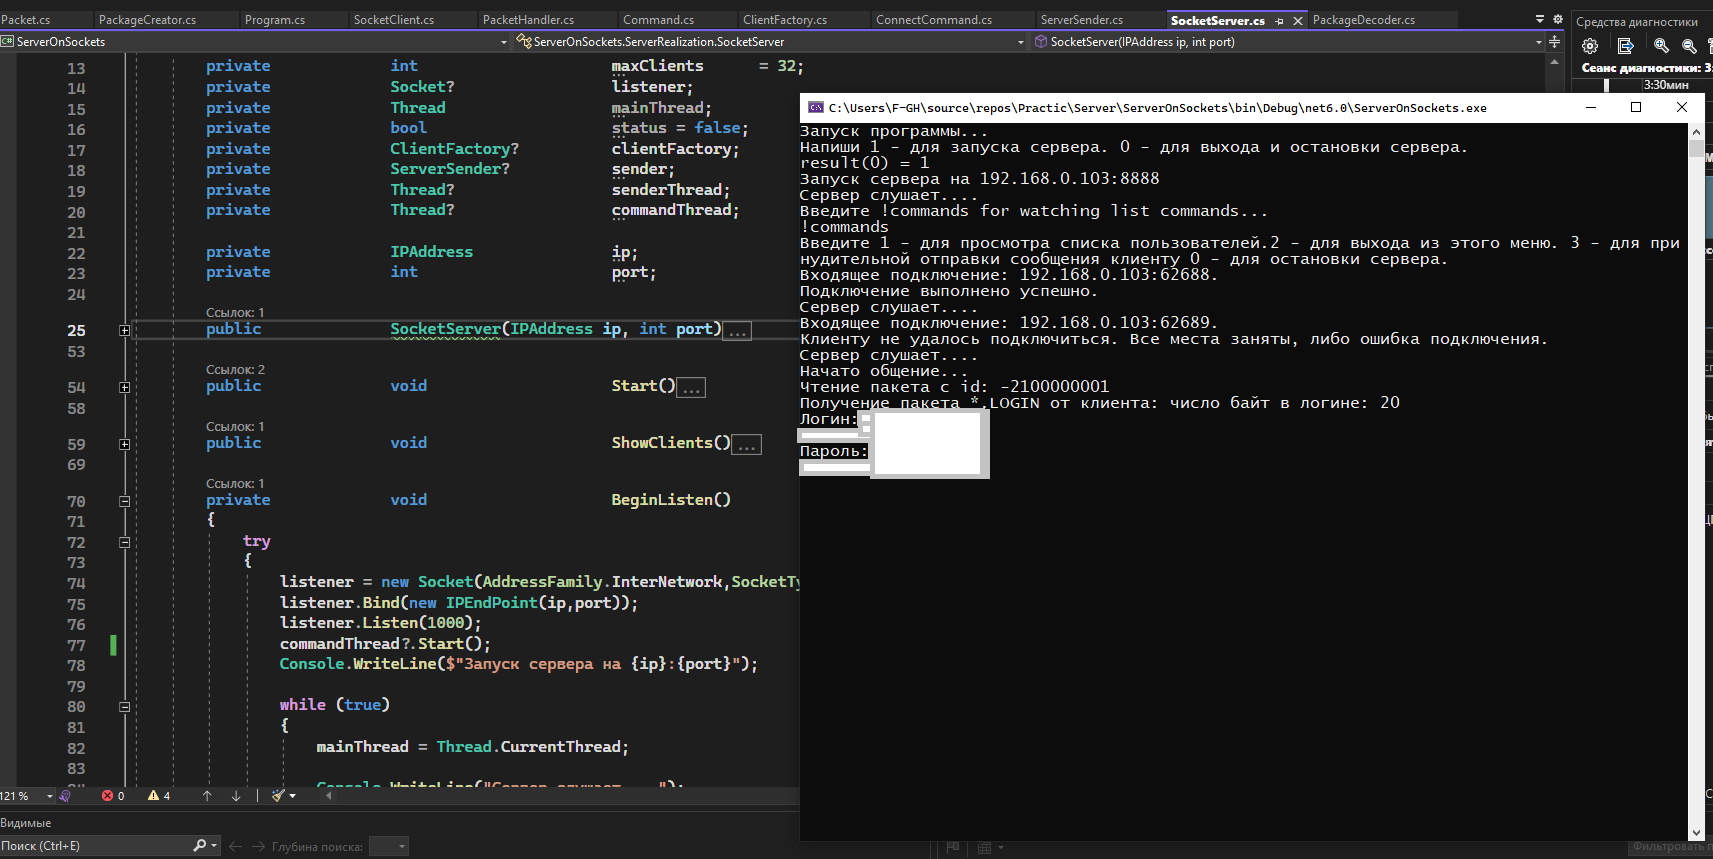 Packet.cs PackageCreator.cs Program.cs SocketClient.cs PacketHandler.cs Command.cs ClientFactory.cs ConnectCommand.cs ServerSender.cs SocketServer.cs PackageDecoder.cs
Средства диагностики
ServerOnSockets ServerOnSockets.ServerRealization.SocketServer SocketServer(IPAddress ip, int port)
Сеанс диагностики: 3:
3:30мин
13 private int maxClients = 32;
14 private Socket? listener;
15 private Thread mainThread;
16 private bool status = false;
17 private ClientFactory? clientFactory;
18 private ServerSender? sender;
19 private Thread? senderThread;
20 private Thread? commandThread;
21
22 private IPAddress ip;
23 private int port;
24
Ссылок: 1
25 public SocketServer(IPAddress ip, int port)...
53
Ссылок: 2
54 public void Start()...
58
Ссылок: 1
59 public void ShowClients()...
69
Ссылок: 1
70 private void BeginListen()
71 {
72 try
73 {
74 listener = new Socket(AddressFamily.InterNetwork,SocketTy
75 listener.Bind(new IPEndPoint(ip,port));
76 listener.Listen(1000);
77 commandThread?.Start();
78 Console.WriteLine($"Запуск сервера на {ip}:{port}");
79
80 while (true)
81 {
82 mainThread = Thread.CurrentThread;
83
121 % 0 4
Видимые
Поиск (Ctrl+E) Глубина поиска:
C:\Users\F-GH\source\repos\Practic\Server\ServerOnSockets\bin\Debug\net6.0\ServerOnSockets.exe
Запуск программы...
Напиши 1 - для запуска сервера. 0 - для выхода и остановки сервера.
result(0) = 1
Запуск сервера на 192.168.0.103:8888
Сервер слушает....
Введите !commands for watching list commands...
!commands
Введите 1 - для просмотра списка пользователей.2 - для выхода из этого меню. 3 - для при
нудительной отправки сообщения клиенту 0 - для остановки сервера.
Входящее подключение: 192.168.0.103:62688.
Подключение выполнено успешно.
Сервер слушает....
Входящее подключение: 192.168.0.103:62689.
Клиенту не удалось подключиться. Все места заняты, либо ошибка подключения.
Сервер слушает....
Начато общение...
Чтение пакета с id: -2100000001
Получение пакета *.LOGIN от клиента: число байт в логине: 20
Логин:
Пароль:
Фильтровать п